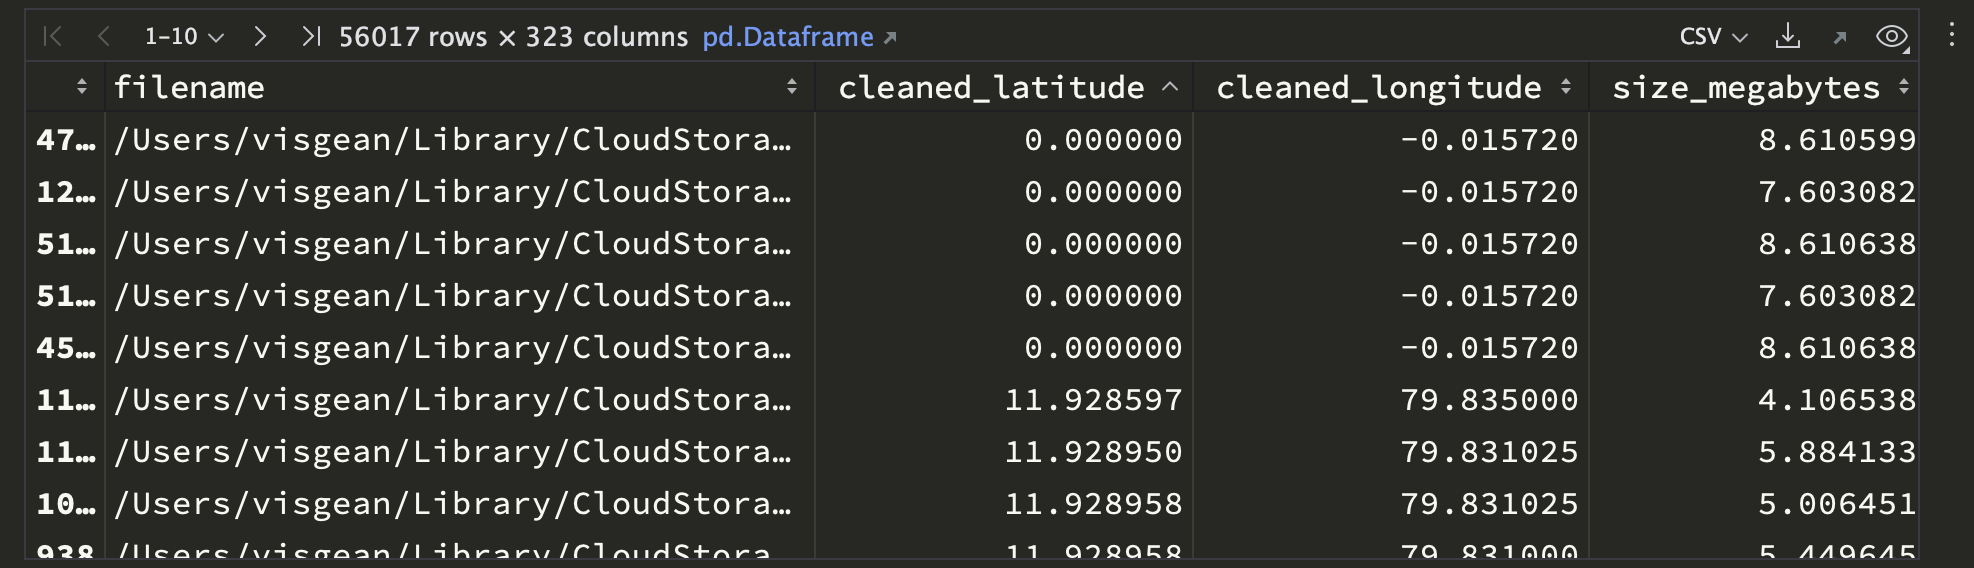 1-10 56017 rows × 323 columns pd.Dataframe CSV
filename cleaned_latitude cleaned_longitude size_megabytes
47… /Users/visgean/Library/CloudStora… 0.000000 -0.015720 8.610599
12… /Users/visgean/Library/CloudStora… 0.000000 -0.015720 7.603082
51… /Users/visgean/Library/CloudStora… 0.000000 -0.015720 8.610638
51… /Users/visgean/Library/CloudStora… 0.000000 -0.015720 7.603082
45… /Users/visgean/Library/CloudStora… 0.000000 -0.015720 8.610638
11… /Users/visgean/Library/CloudStora… 11.928597 79.835000 4.106538
11… /Users/visgean/Library/CloudStora… 11.928950 79.831025 5.884133
10… /Users/visgean/Library/CloudStora… 11.928958 79.831025 5.006451
938 /Users/visgean/Library/CloudStora… 11.928958 79.831000 5.449645